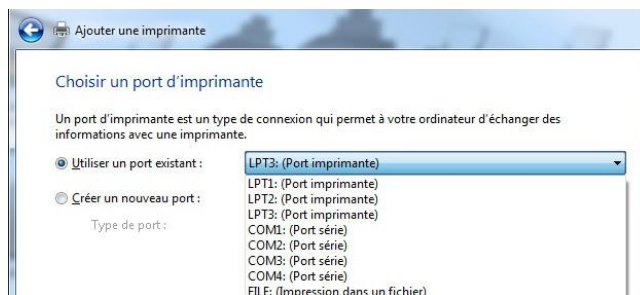 Ajouter une imprimante
Choisir un port d'imprimante
Un port d'imprimante est un type de connexion qui permet à votre ordinateur d'échanger des
informations avec une imprimante.
Utiliser un port existant :
LPT3: (Port imprimante)
LPT1: (Port imprimante)
LPT2: (Port imprimante)
LPT3: (Port imprimante)
Créer un nouveau port :
COM1: (Port série)
Type de port :
COM2: (Port série)
COM3: (Port série)
COM4: (Port série)
FILE: (Impression dans un fichier)